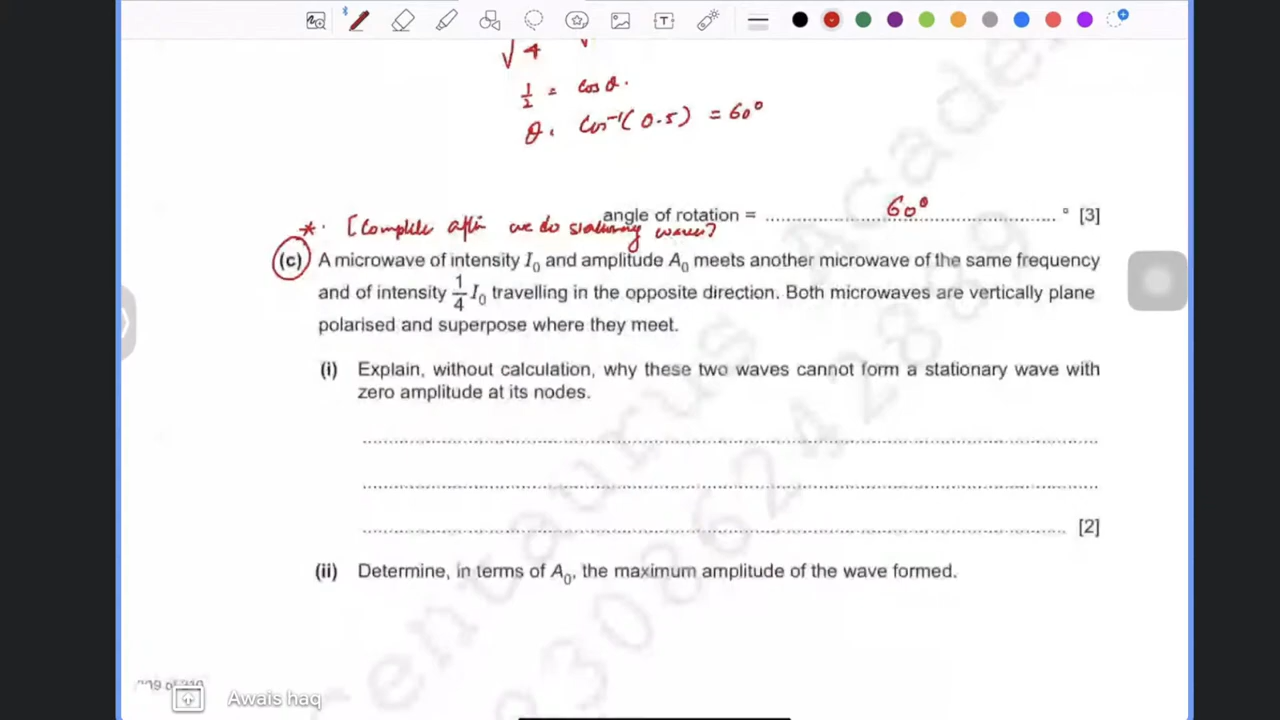 √4 √
1/2 = cos θ.
θ = cos⁻¹(0.5) = 60°
angle of rotation = .................... 60° .................... ° [3]
*. [Complete after we do stationary waves]
(c) A microwave of intensity I₀ and amplitude A₀ meets another microwave of the same frequency
and of intensity 1/4 I₀ travelling in the opposite direction. Both microwaves are vertically plane
polarised and superpose where they meet.
(i) Explain, without calculation, why these two waves cannot form a stationary wave with
zero amplitude at its nodes.
[2]
(ii) Determine, in terms of A₀, the maximum amplitude of the wave formed.
Awais haq
Centaurus Academy
03086242889